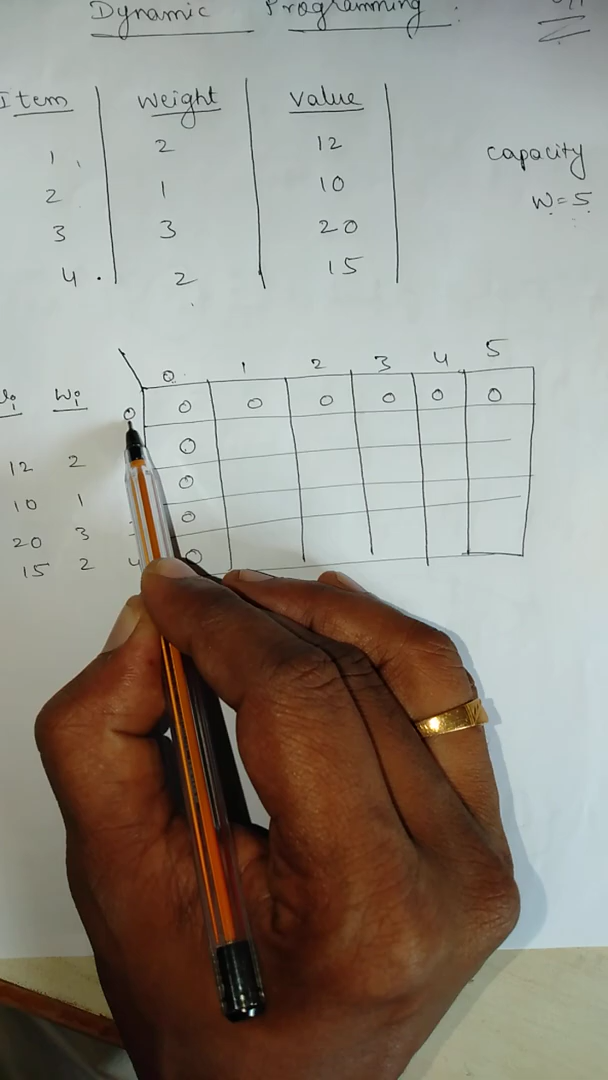 Dynamic Programming :
Item Weight Value
1 2 12
2 1 10
3 3 20
4 . 2 15
Capacity
W = 5
0 1 2 3 4 5
Wi
0 0 0 0 0 0 0
12 2 0
10 1 0
20 3 0
15 2 4 0